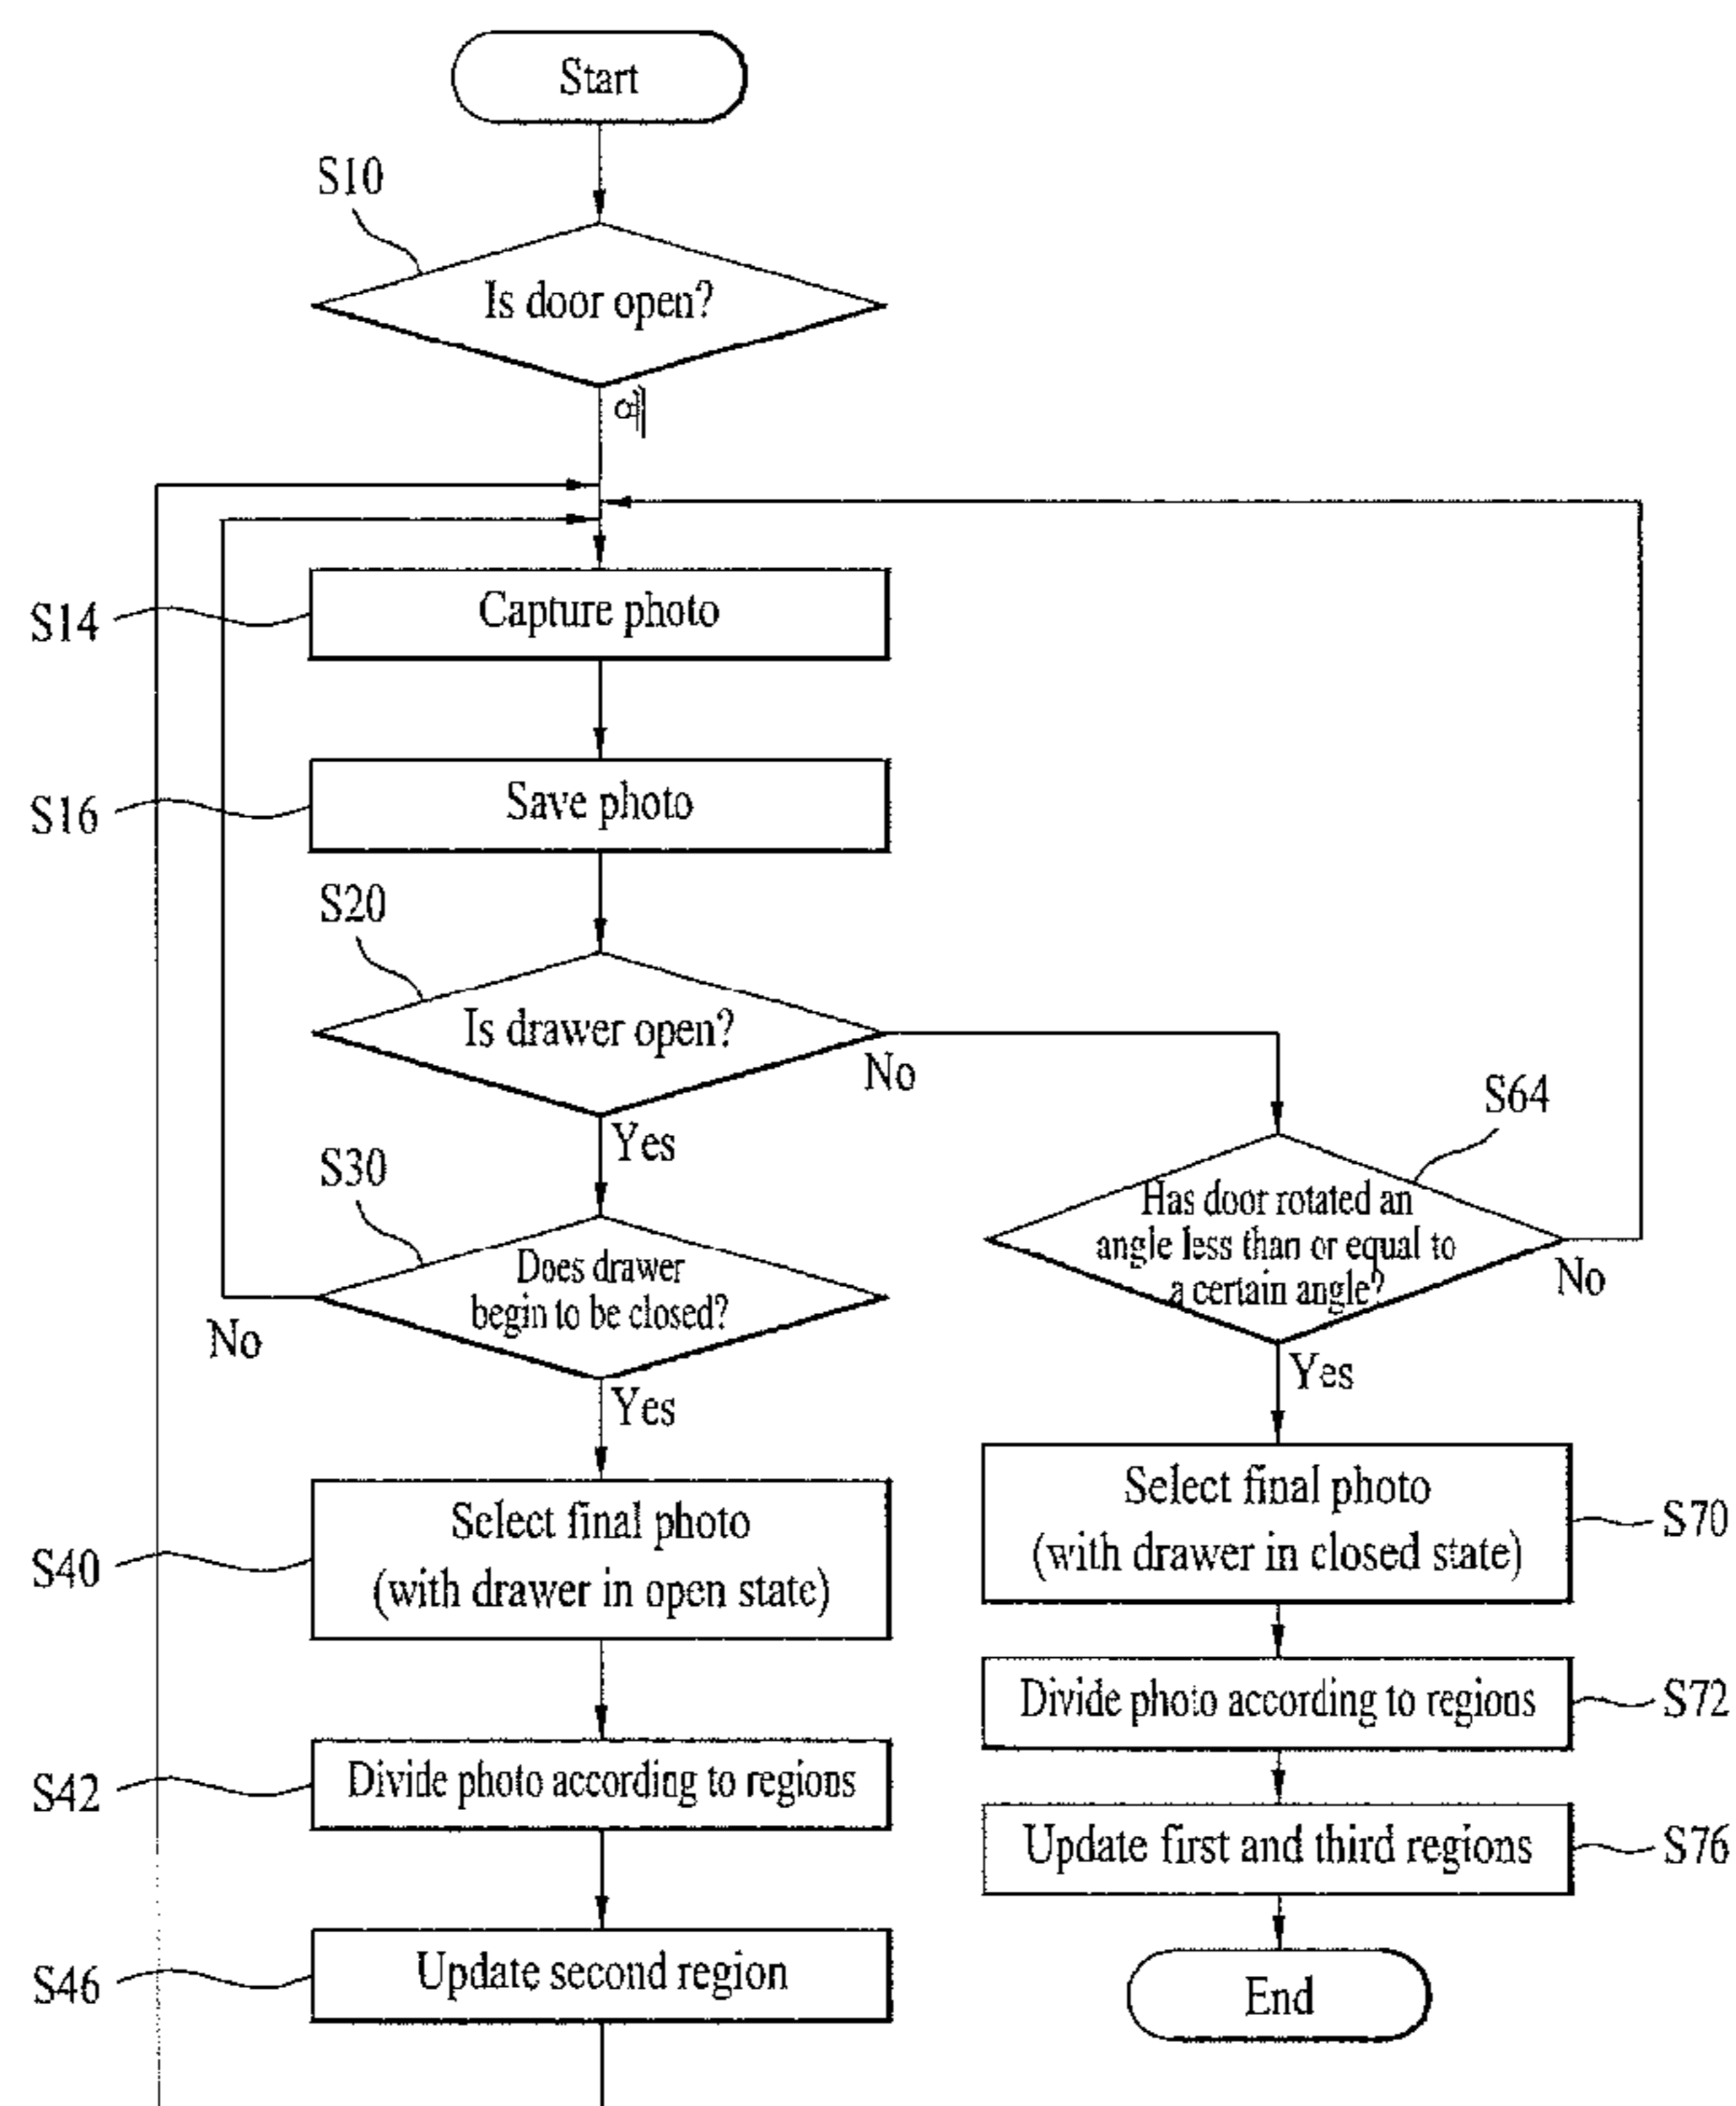 Start
S10
Is door open?
예
S14
Capture photo
S16
Save photo
S20
Is drawer open?
No
Yes
S64
Has door rotated an
angle less than or equal to
a certain angle?
No
Yes
S30
Does drawer
begin to be closed?
No
Yes
S40
Select final photo
(with drawer in open state)
S70
Select final photo
(with drawer in closed state)
S42
Divide photo according to regions
S72
Divide photo according to regions
S46
Update second region
S76
Update first and third regions
End